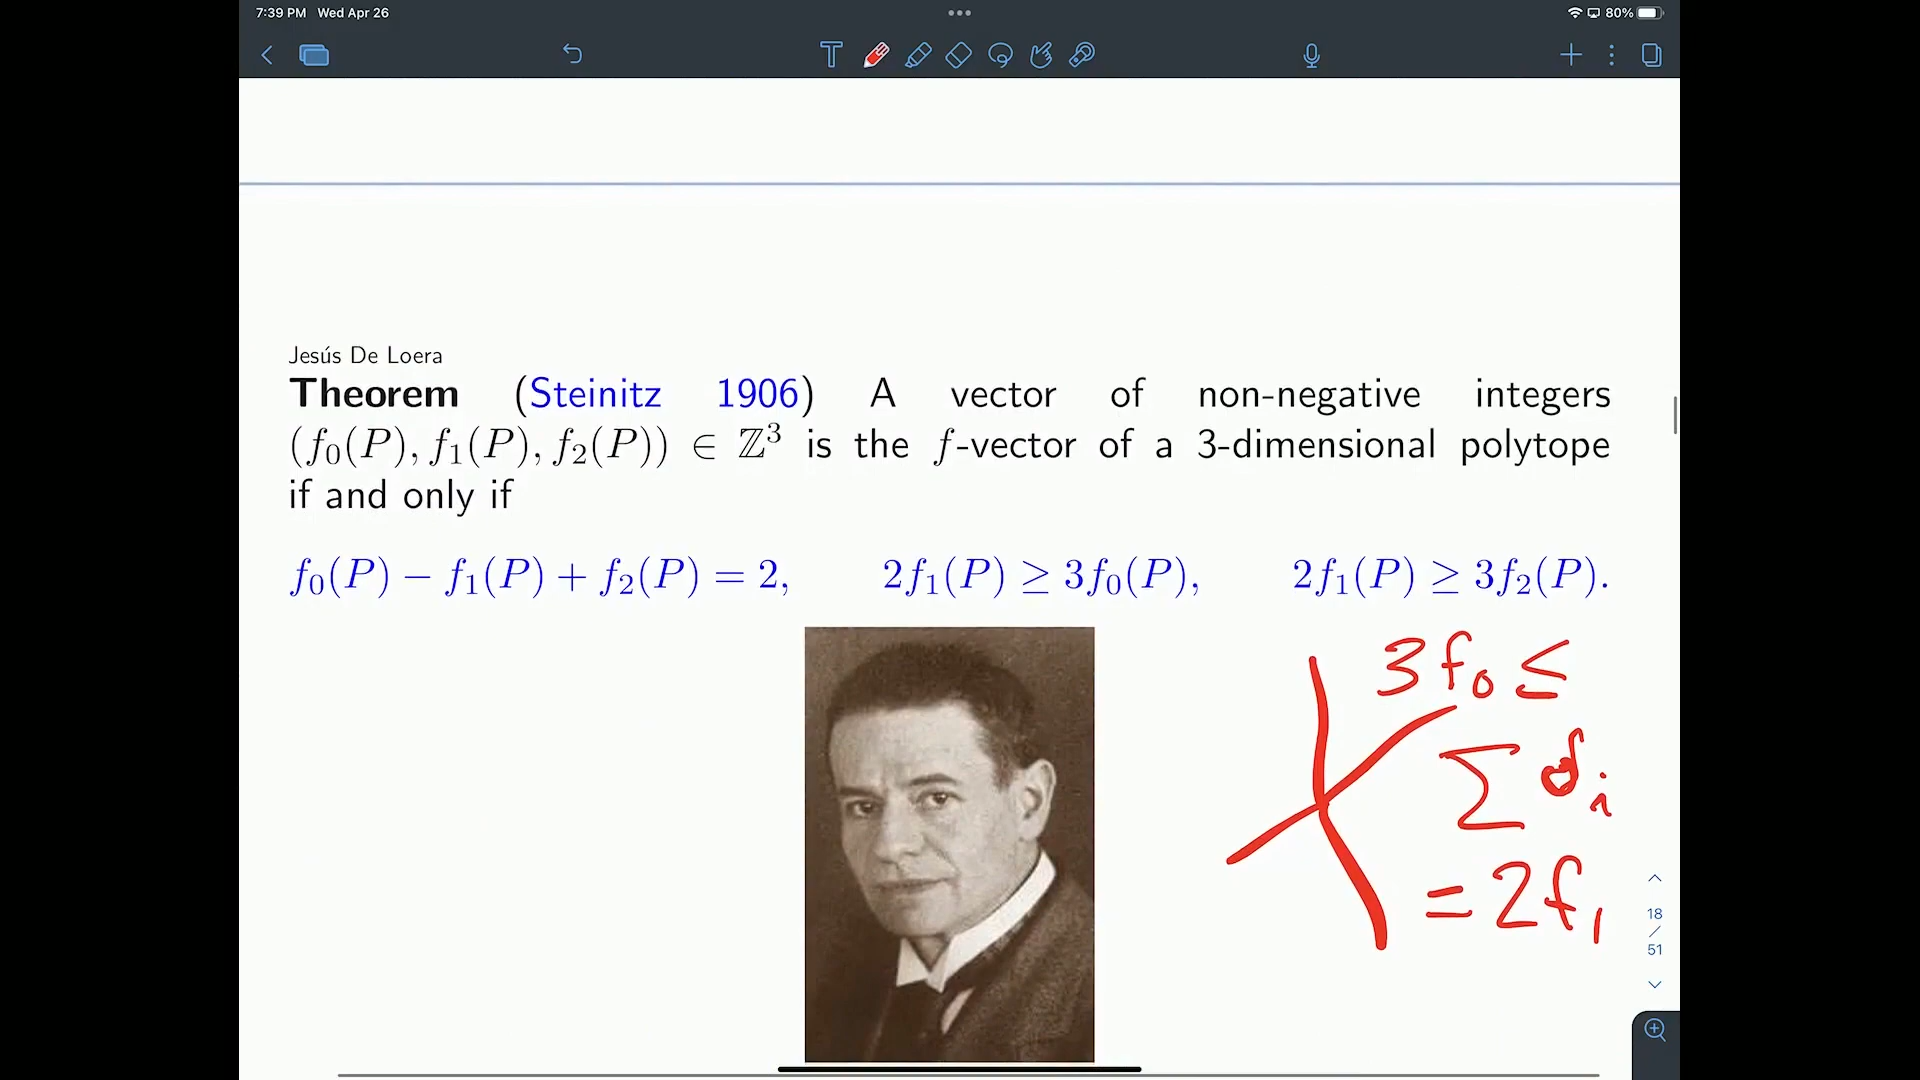 7:39 PM Wed Apr 26
80%
Jesús De Loera
Theorem (Steinitz 1906) A vector of non-negative integers
(f₀(P), f₁(P), f₂(P)) ∈ ℤ³ is the f-vector of a 3-dimensional polytope
if and only if
f₀(P) − f₁(P) + f₂(P) = 2, 2f₁(P) ≥ 3f₀(P), 2f₁(P) ≥ 3f₂(P).
3f₀ ≤
∑ dᵢ
= 2f₁
18
/
51